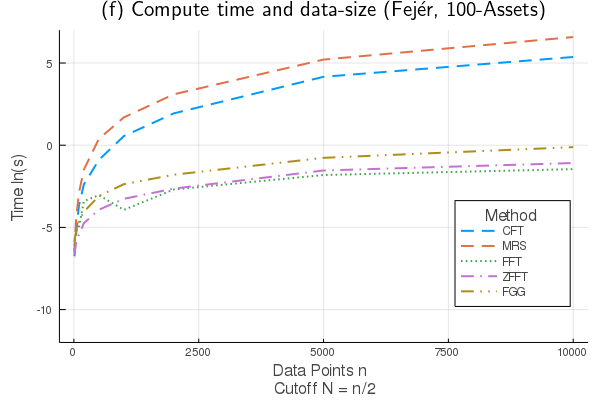 (f) Compute time and data-size (Fejér, 100-Assets)
Time ln(s)
5
0
-5
-10
Method
CFT
MRS
FFT
ZFFT
FGG
0 2500 5000 7500 10000
Data Points n
Cutoff N = n/2